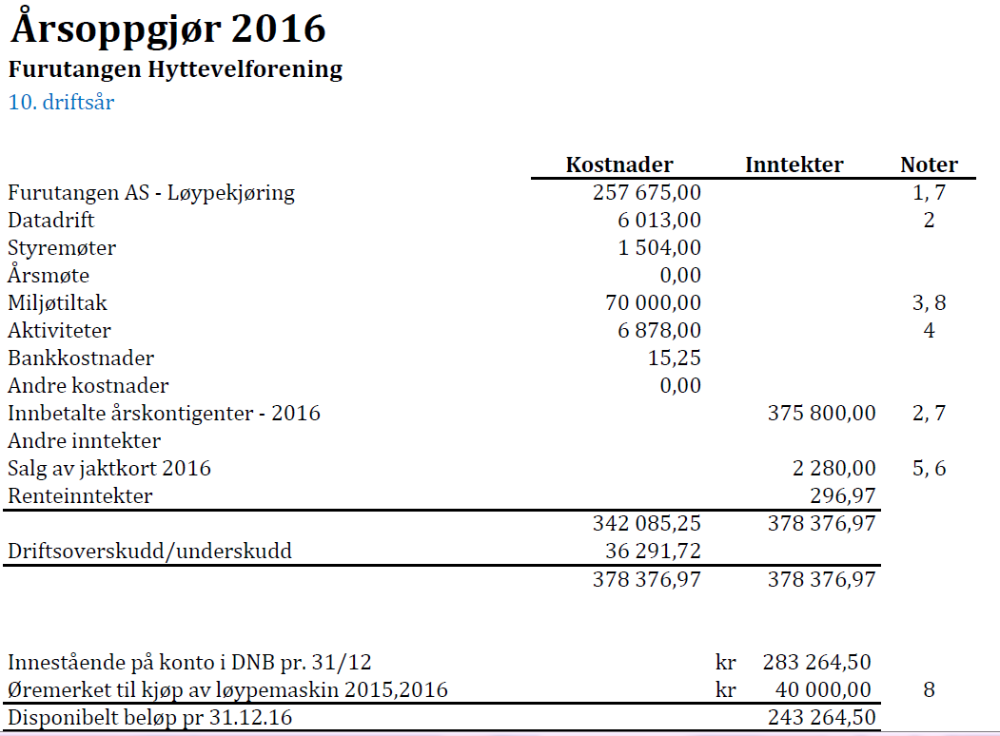 Årsoppgjør 2016
Furutangen Hyttevelforening
10. driftsår
Kostnader Inntekter Noter
Furutangen AS - Løypekjøring 257 675,00 1, 7
Datadrift 6 013,00 2
Styremøter 1 504,00
Årsmøte 0,00
Miljøtiltak 70 000,00 3, 8
Aktiviteter 6 878,00 4
Bankkostnader 15,25
Andre kostnader 0,00
Innbetalte årskontigenter - 2016 375 800,00 2, 7
Andre inntekter
Salg av jaktkort 2016 2 280,00 5, 6
Renteinntekter 296,97
342 085,25 378 376,97
Driftsoverskudd/underskudd 36 291,72
378 376,97 378 376,97
Innestående på konto i DNB pr. 31/12 kr 283 264,50
Øremerket til kjøp av løypemaskin 2015,2016 kr 40 000,00 8
Disponibelt beløp pr 31.12.16 243 264,50